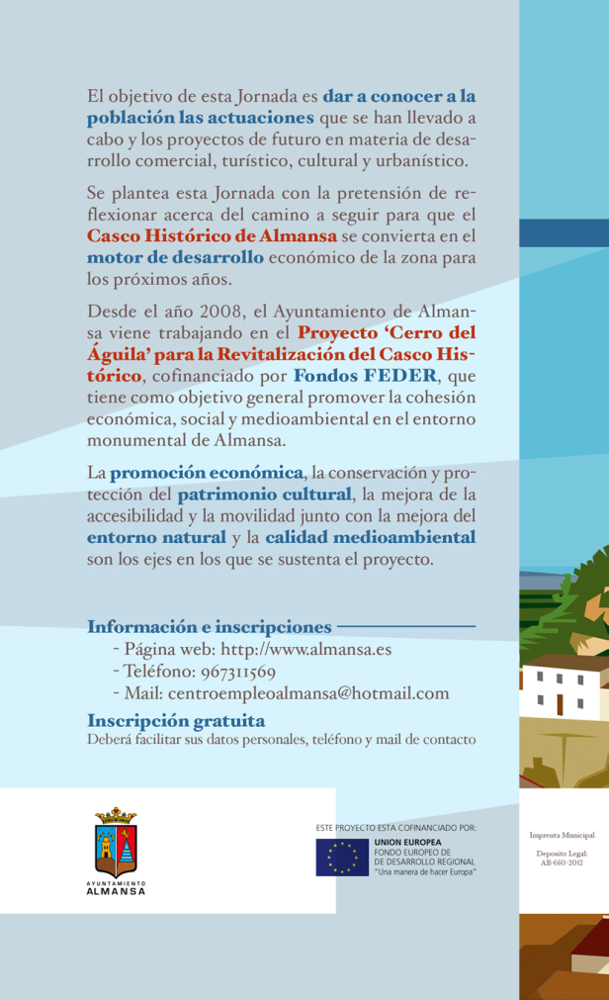 El objetivo de esta Jornada es dar a conocer a la
población las actuaciones que se han llevado a
cabo y los proyectos de futuro en materia de desa-
rrollo comercial, turístico, cultural y urbanístico.
Se plantea esta Jornada con la pretensión de re-
flexionar acerca del camino a seguir para que el
Casco Histórico de Almansa se convierta en el
motor de desarrollo económico de la zona para
los próximos años.
Desde el año 2008, el Ayuntamiento de Alman-
sa viene trabajando en el Proyecto ‘Cerro del
Águila’ para la Revitalización del Casco His-
tórico, cofinanciado por Fondos FEDER, que
tiene como objetivo general promover la cohesión
económica, social y medioambiental en el entorno
monumental de Almansa.
La promoción económica, la conservación y pro-
tección del patrimonio cultural, la mejora de la
accesibilidad y la movilidad junto con la mejora del
entorno natural y la calidad medioambiental
son los ejes en los que se sustenta el proyecto.
Información e inscripciones
- Página web: http://www.almansa.es
- Teléfono: 967311569
- Mail: centroempleoalmansa@hotmail.com
Inscripción gratuita
Deberá facilitar sus datos personales, teléfono y mail de contacto
AYUNTAMIENTO
ALMANSA
ESTE PROYECTO ESTA COFINANCIADO POR:
UNION EUROPEA
FONDO EUROPEO DE
DE DESARROLLO REGIONAL
“Una manera de hacer Europa”
Imprenta Municipal
Deposito Legal:
AB-660-2012